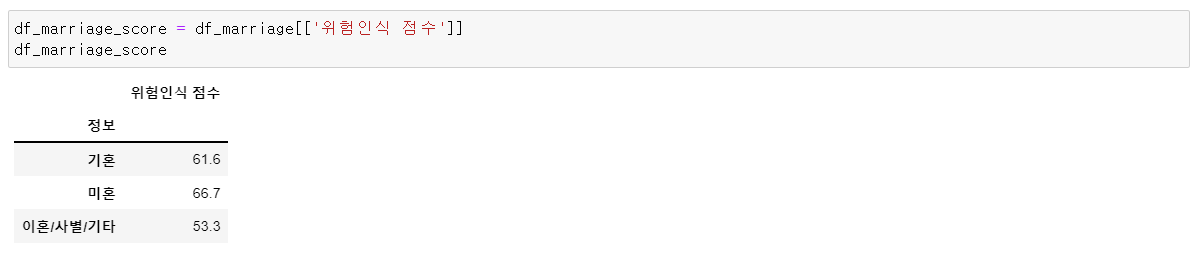 df_marriage_score = df_marriage[['위험인식 점수']]
df_marriage_score
위험인식 점수
정보
기혼 61.6
미혼 66.7
이혼/사별/기타 53.3